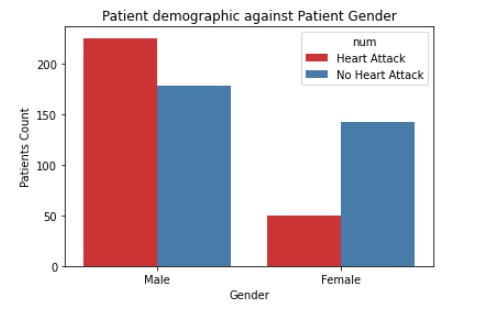 Patient demographic against Patient Gender
num
Heart Attack
No Heart Attack
200
150
100
50
0
Patients Count
Male Female
Gender